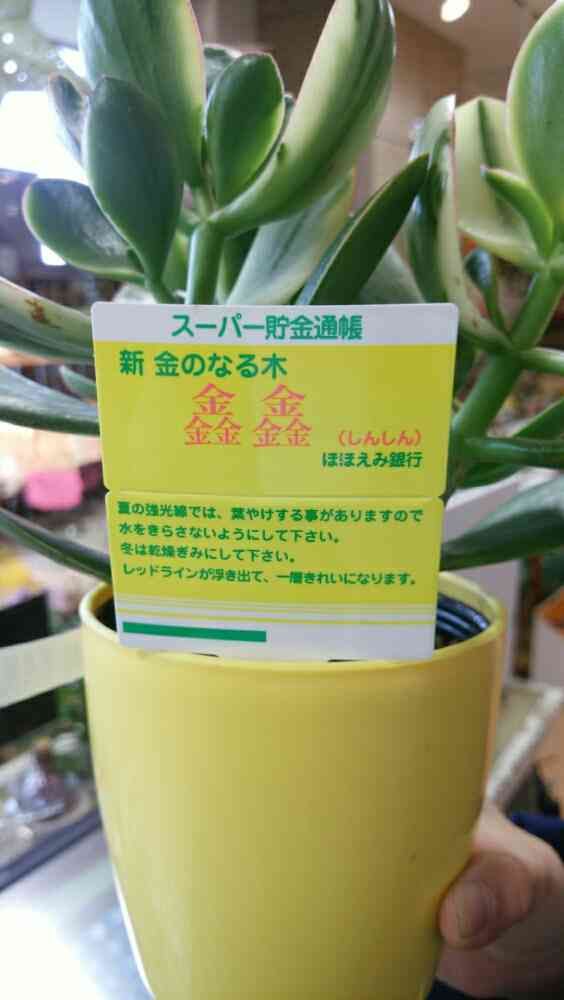 スーパー貯金通帳
新 金のなる木
鑫 鑫 (しんしん)
ほほえみ銀行
夏の強光線では、葉やけする事がありますので
水をきらさないようにして下さい。
冬は乾燥ぎみにして下さい。
レッドラインが浮き出て、一層きれいになります。